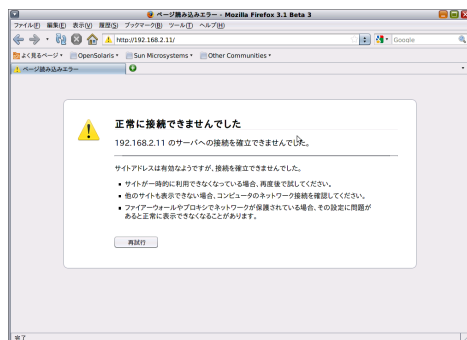 ページ読み込みエラー - Mozilla Firefox 3.1 Beta 3
ファイル(F) 編集(E) 表示(V) 履歴(S) ブックマーク(B) ツール(T) ヘルプ(H)
http://192.168.2.11/
Google
よく見るページ OpenSolaris Sun Microsystems Other Communities
ページ読み込みエラー
正常に接続できませんでした
192.168.2.11 のサーバへの接続を確立できませんでした。
サイトアドレスは有効なようですが、接続を確立できませんでした。
サイトが一時的に利用できなくなっている場合、再度後で試してください。
他のサイトも表示できない場合、コンピュータのネットワーク接続を確認してください。
ファイアーウォールやプロキシでネットワークが保護されている場合、その設定に問題が
あると正常に表示できなくなることがあります。
再試行
完了